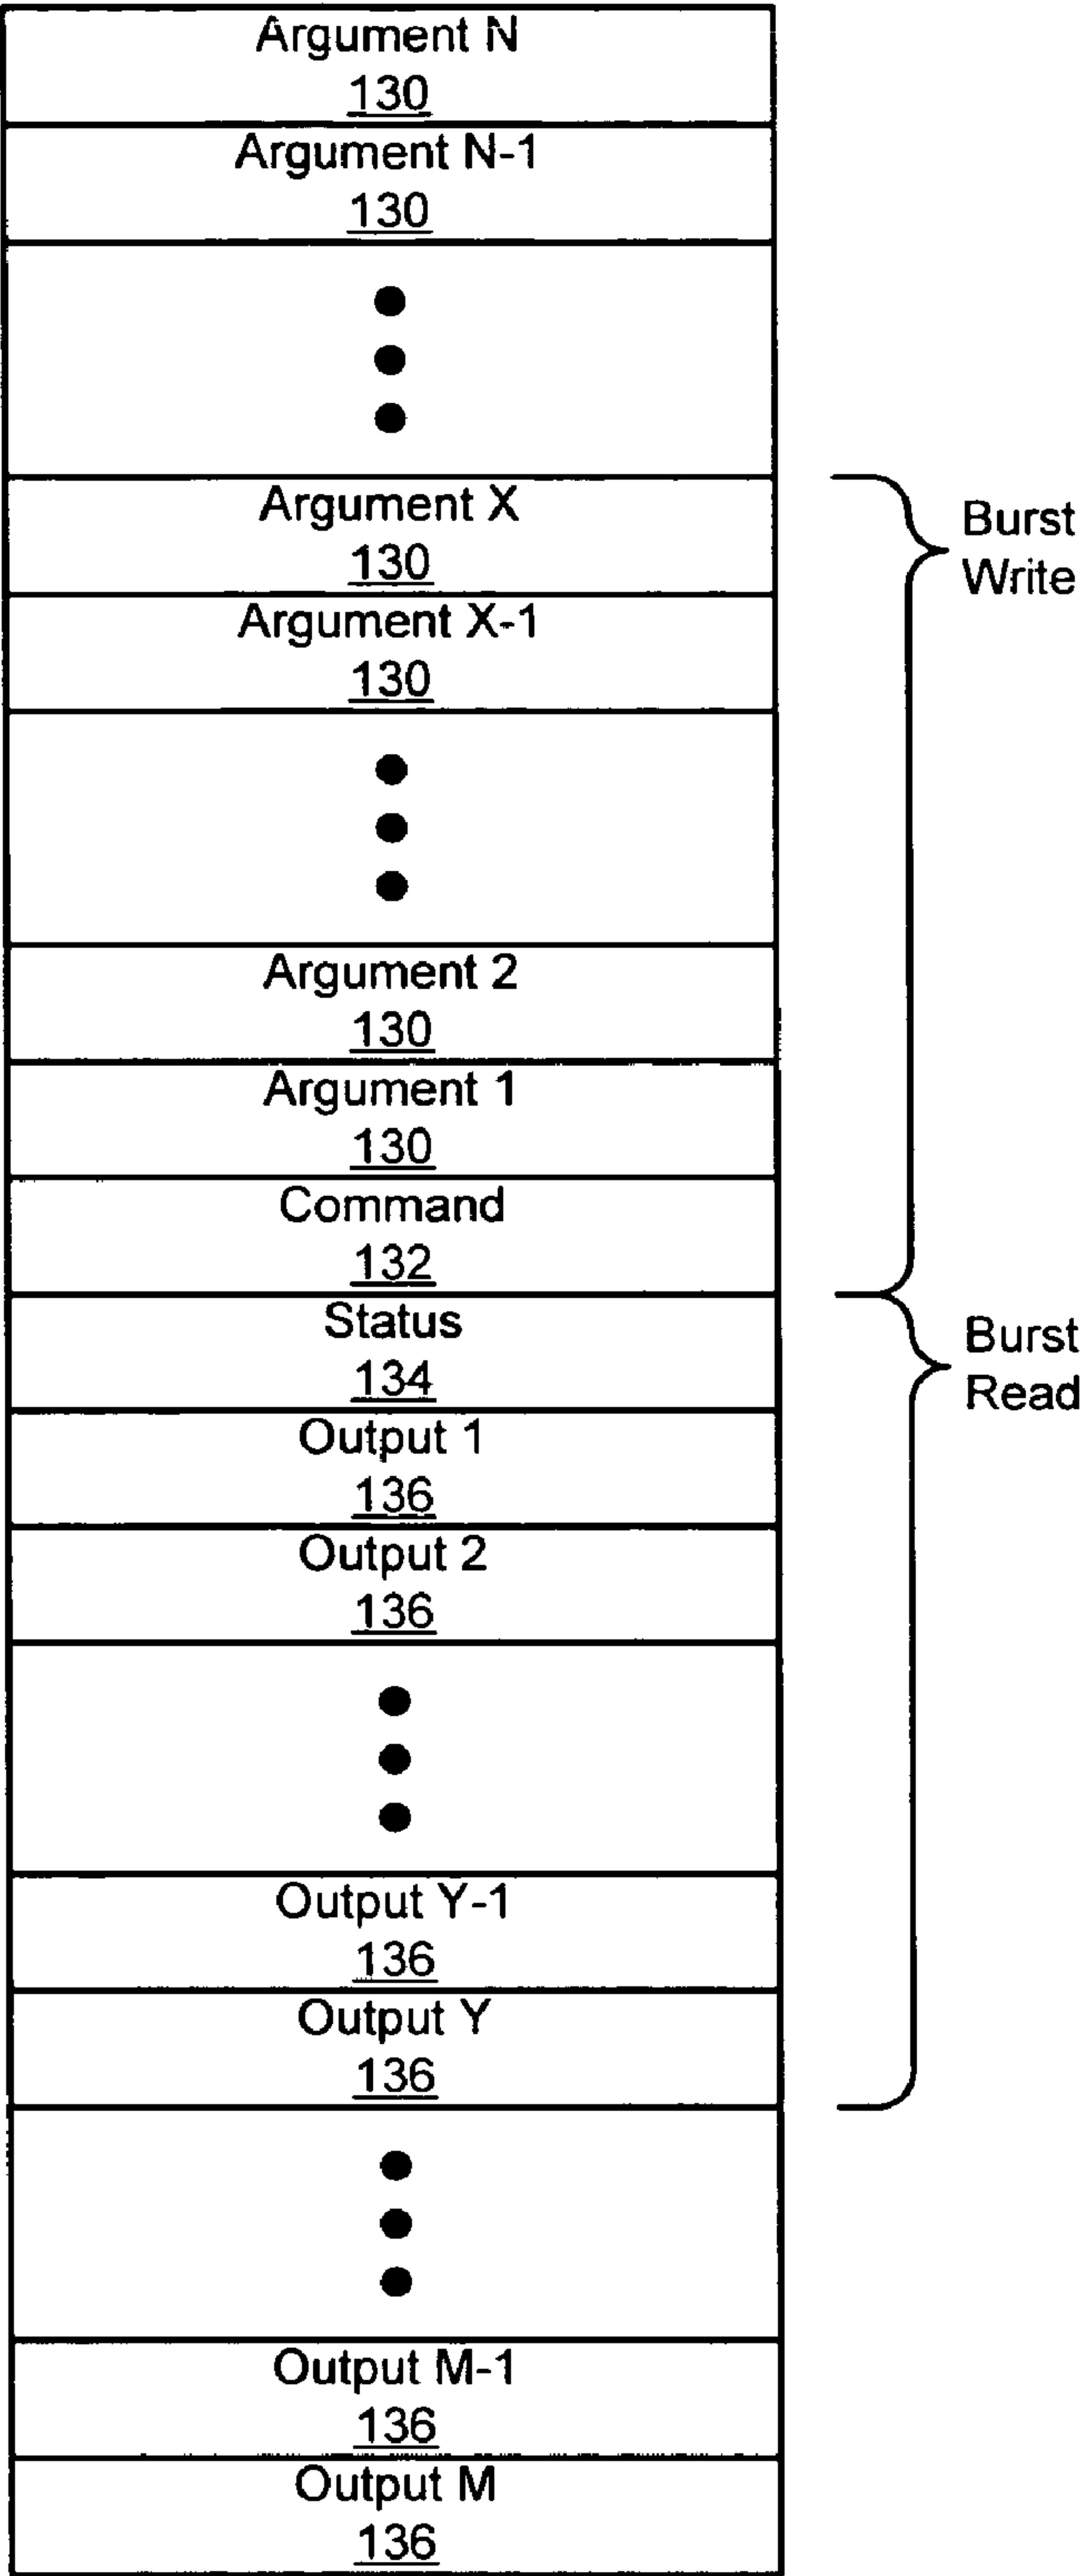 Argument N
130
Argument N-1
130
Argument X
130
Burst
Write
Argument X-1
130
Argument 2
130
Argument 1
130
Command
132
Status
134
Burst
Read
Output 1
136
Output 2
136
Output Y-1
136
Output Y
136
Output M-1
136
Output M
136